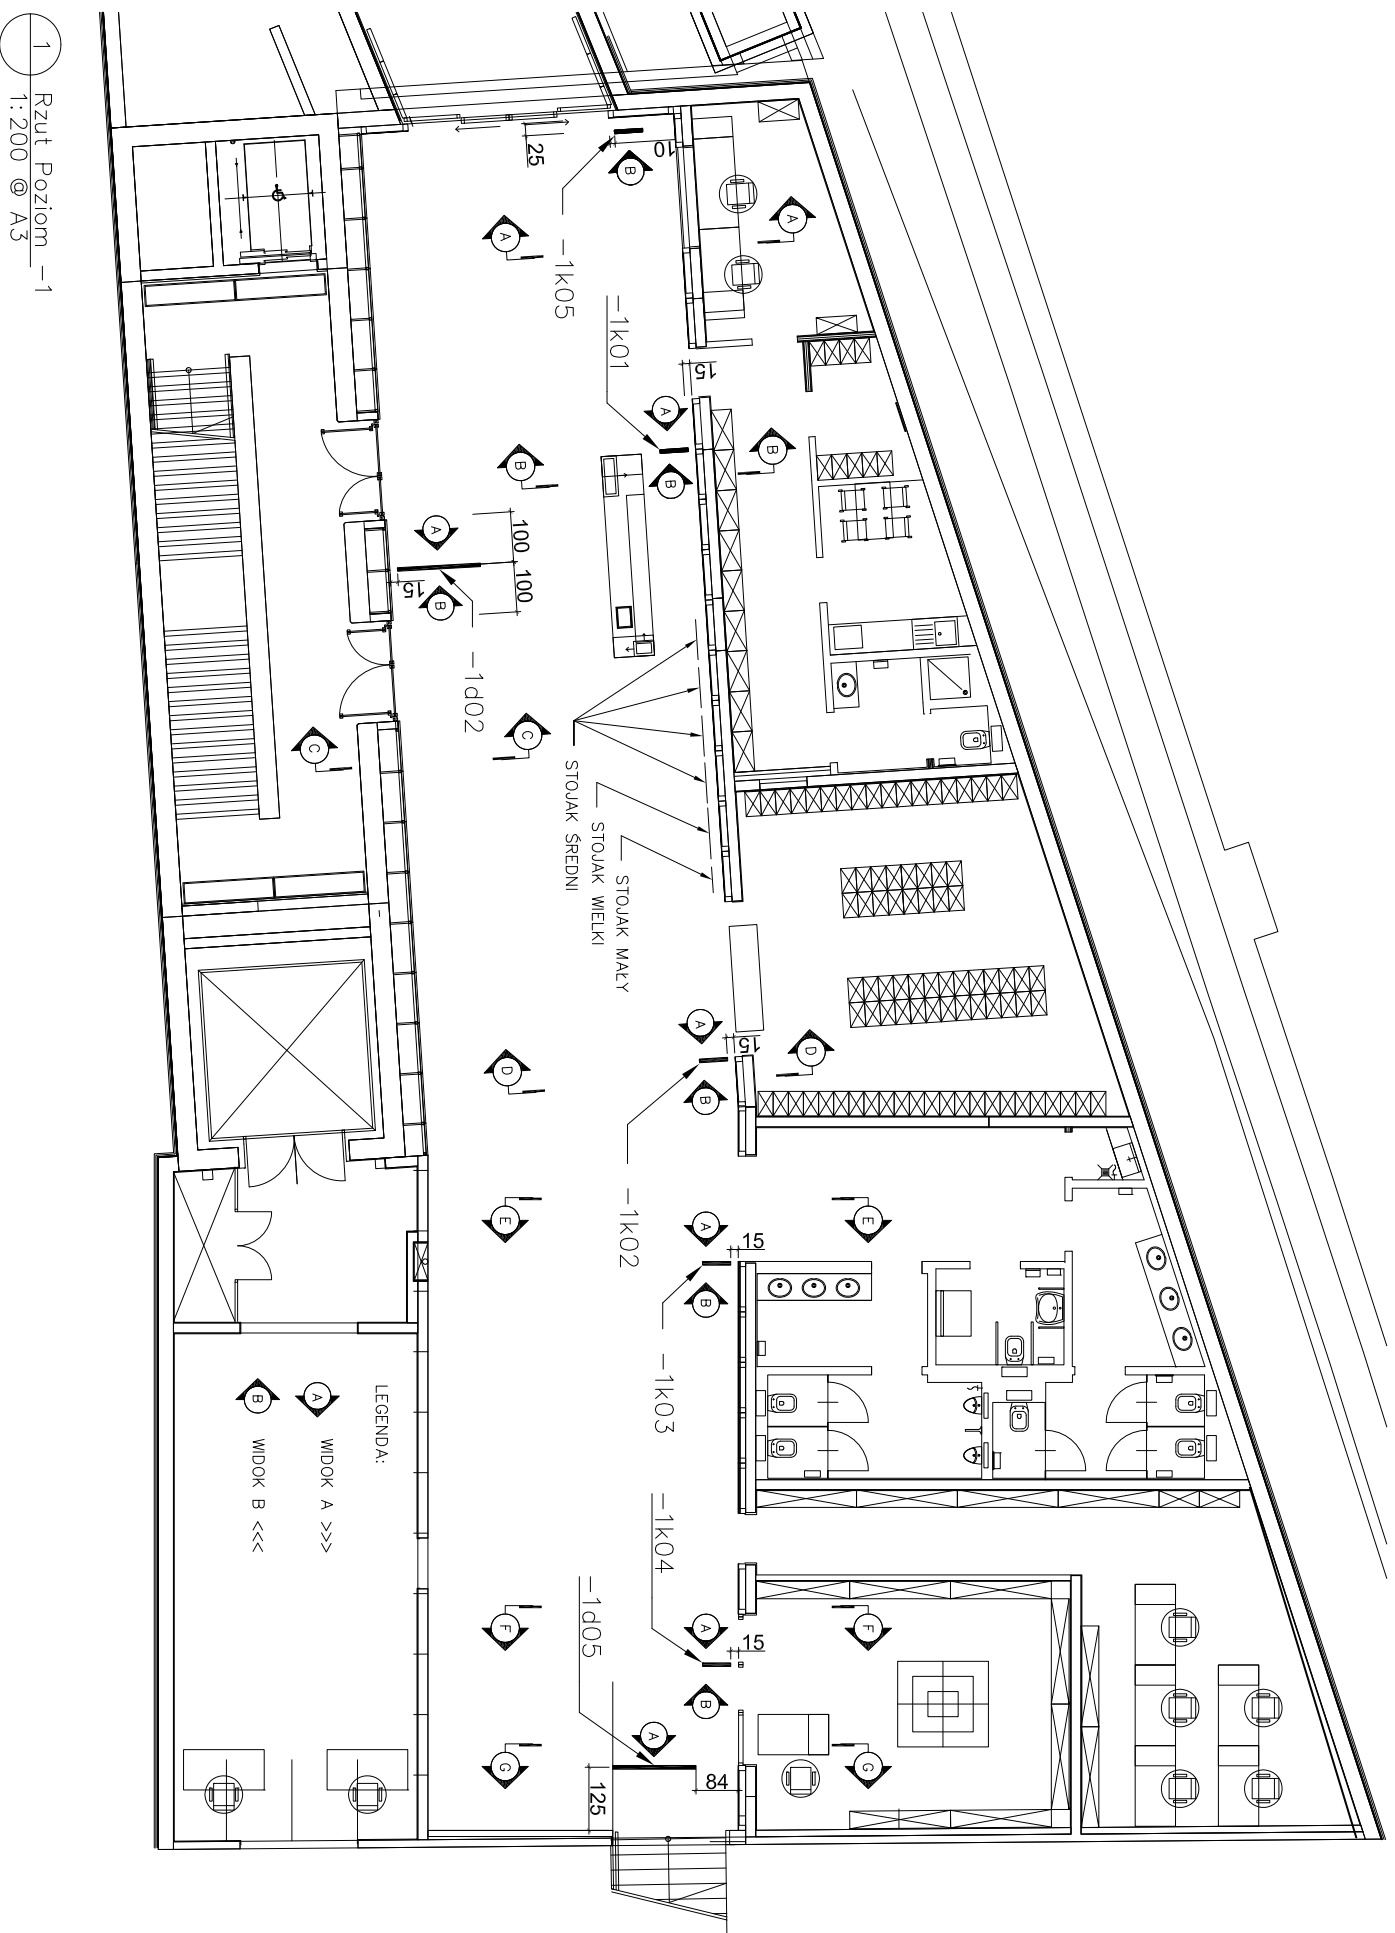 1
Rzut Poziom -1
1:200 @ A3
25
10
B
-1k05
A
A
-1k01
15
A
B
B
B
A
100
100
15
B
-1d02
C
C
STOJAK ŚREDNI
STOJAK WIELKI
STOJAK MAŁY
A
15
D
D
B
-1k02
E
A
15
E
B
-1k03
LEGENDA:
A
WIDOK A >>>
B
WIDOK B <<<
-1k04
F
A
15
F
B
-1d05
G
A
84
125
G